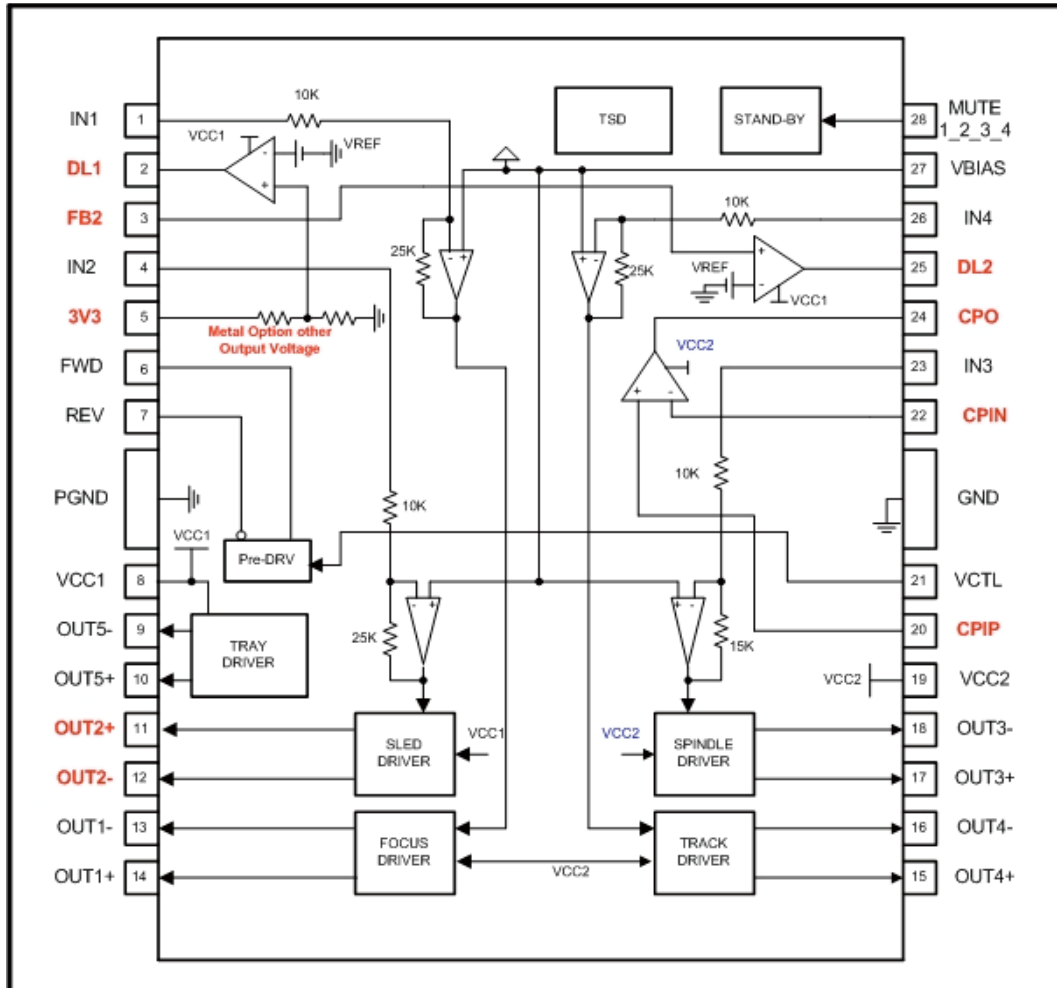 IN1
1
10K
VCC1
VREF
DL1
2
FB2
3
IN2
4
25K
3V3
5
Metal Option other
Output Voltage
FWD
6
REV
7
PGND
10K
VCC1
Pre-DRV
VCC1
8
OUT5-
9
TRAY
DRIVER
25K
OUT5+
10
OUT2+
11
SLED
DRIVER
VCC1
OUT2-
12
OUT1-
13
FOCUS
DRIVER
OUT1+
14
VCC2
TSD
STAND-BY
28
MUTE
1_2_3_4
27
VBIAS
10K
26
IN4
25K
VREF
VCC1
25
DL2
24
CPO
VCC2
23
IN3
22
CPIN
10K
GND
21
VCTL
20
CPIP
15K
VCC2
19
VCC2
VCC2
SPINDLE
DRIVER
18
OUT3-
17
OUT3+
TRACK
DRIVER
16
OUT4-
15
OUT4+
-
+
-
+
+
-
+
-
+
-
-
+
+
-